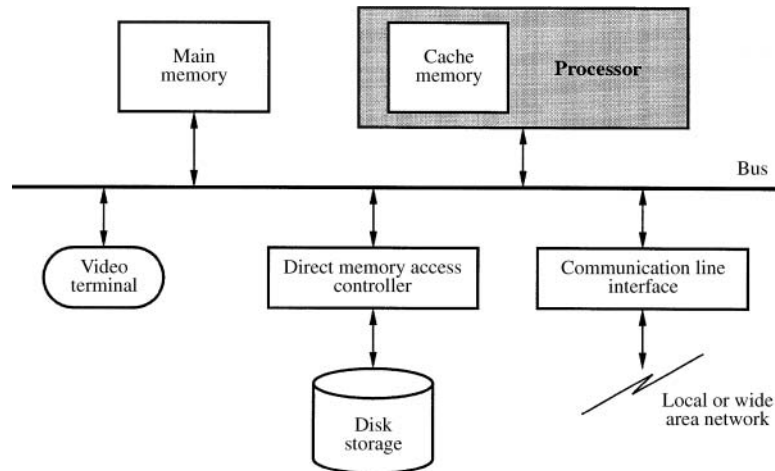 Main
memory
Cache
memory
Processor
Bus
Video
terminal
Direct memory access
controller
Communication line
interface
Disk
storage
Local or wide
area network